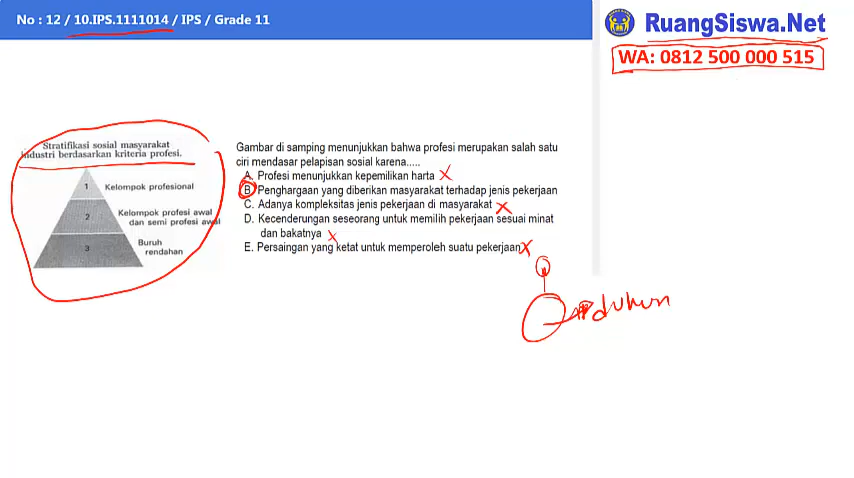 No : 12 / 10.IPS.1111014 / IPS / Grade 11
RuangSiswa.Net
WA: 0812 500 000 515
Stratifikasi sosial masyarakat
industri berdasarkan kriteria profesi.
1 Kelompok profesional
2 Kelompok profesi awal
dan semi profesi awal
3 Buruh
rendahan
Gambar di samping menunjukkan bahwa profesi merupakan salah satu
ciri mendasar pelapisan sosial karena.....
A. Profesi menunjukkan kepemilikan harta
B. Penghargaan yang diberikan masyarakat terhadap jenis pekerjaan
C. Adanya kompleksitas jenis pekerjaan di masyarakat
D. Kecenderungan seseorang untuk memilih pekerjaan sesuai minat
dan bakatnya
E. Persaingan yang ketat untuk memperoleh suatu pekerjaan
dukun